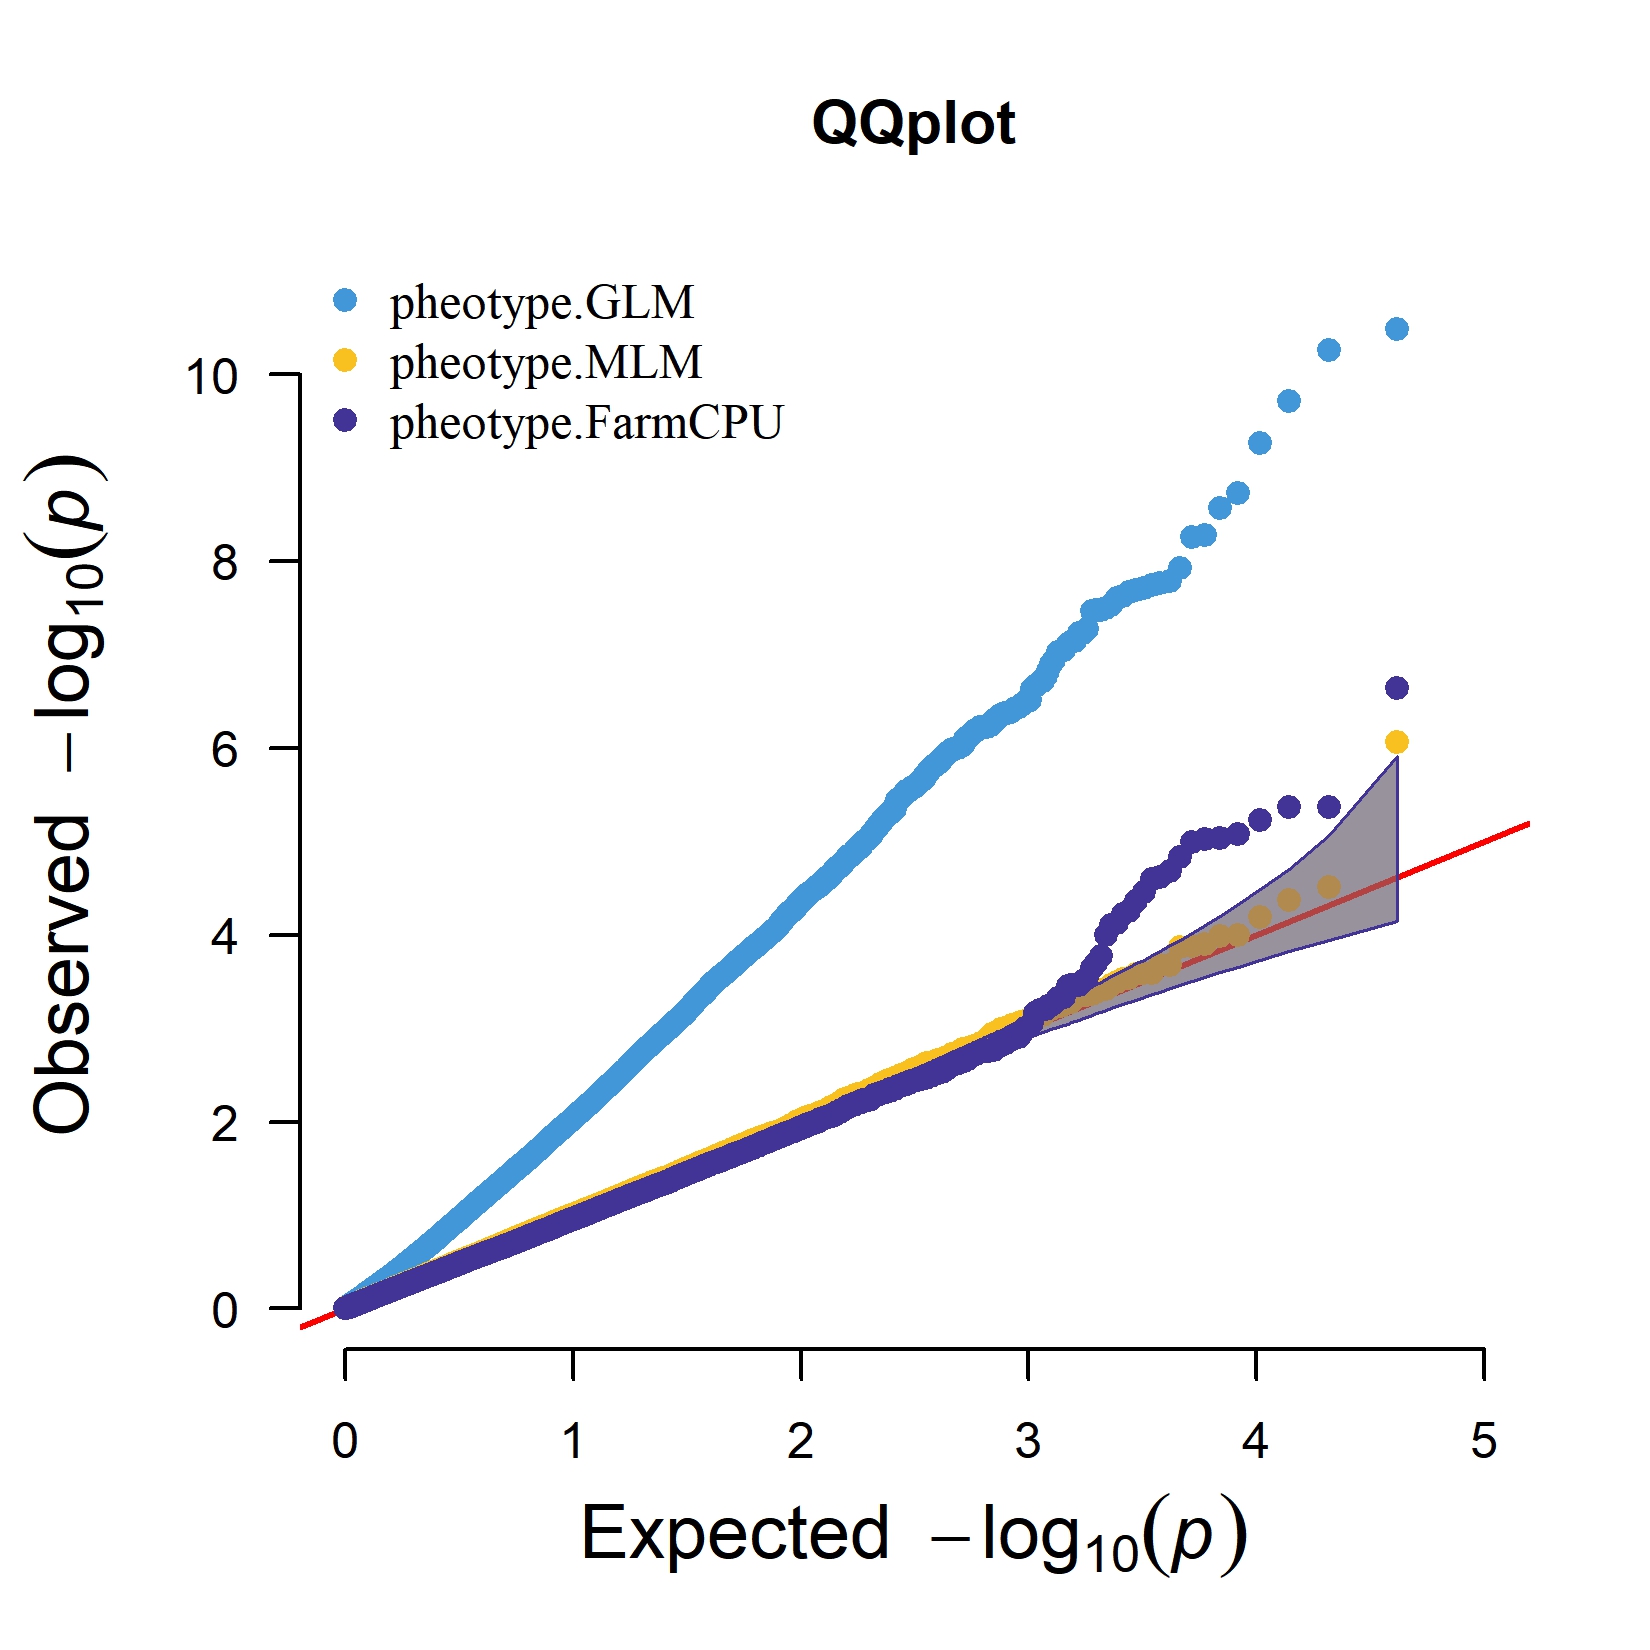 QQplot
pheotype.GLM
pheotype.MLM
pheotype.FarmCPU
10
8
6
4
2
0
Observed −log₁₀(p)
0 1 2 3 4 5
Expected −log₁₀(p)